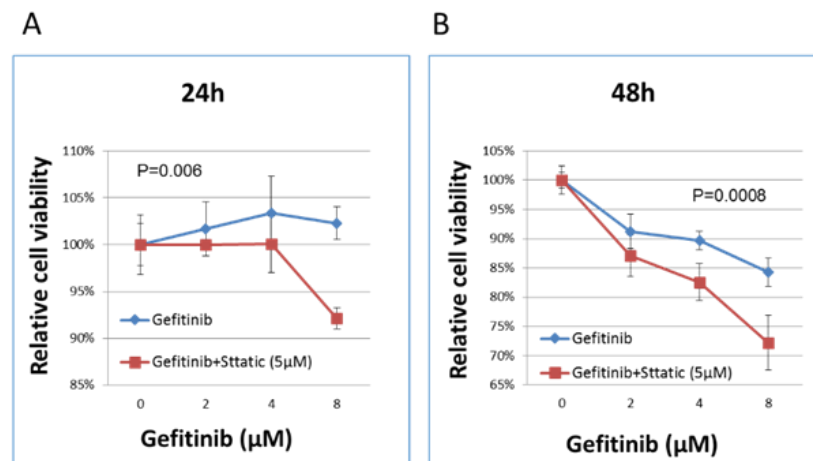 A
24h
Relative cell viability
110%
105%
100%
95%
90%
85%
P=0.006
Gefitinib
Gefitinib+Sttatic (5μM)
0 2 4 8
Gefitinib (μM)
B
48h
Relative cell viability
105%
100%
95%
90%
85%
80%
75%
70%
65%
P=0.0008
Gefitinib
Gefitinib+Sttatic (5μM)
0 2 4 8
Gefitinib (μM)